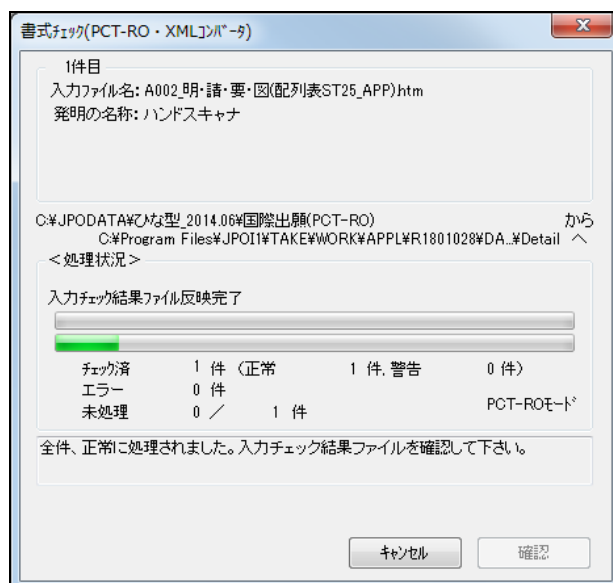 書式ﾁｪｯｸ(PCT-RO・XMLｺﾝﾊﾞｰﾀ)
1件目
入力ﾌｧｲﾙ名: A002_明・請・要・図(配列表ST25_APP).htm
発明の名称: ハンドスキャナ
C:¥JPODATA¥ひな型_2014.06¥国際出願(PCT-RO) から
C:¥Program Files¥JPOI1¥TAKE¥WORK¥APPL¥R1801028¥DA...¥Detail へ
＜処理状況＞
入力ﾁｪｯｸ結果ﾌｧｲﾙ反映完了
ﾁｪｯｸ済 1 件 (正常 1 件, 警告 0 件)
エラー 0 件
未処理 0 ／ 1 件 PCT-ROﾓｰﾄﾞ
全件、正常に処理されました。入力チェック結果ファイルを確認して下さい。
ｷｬﾝｾﾙ 確認